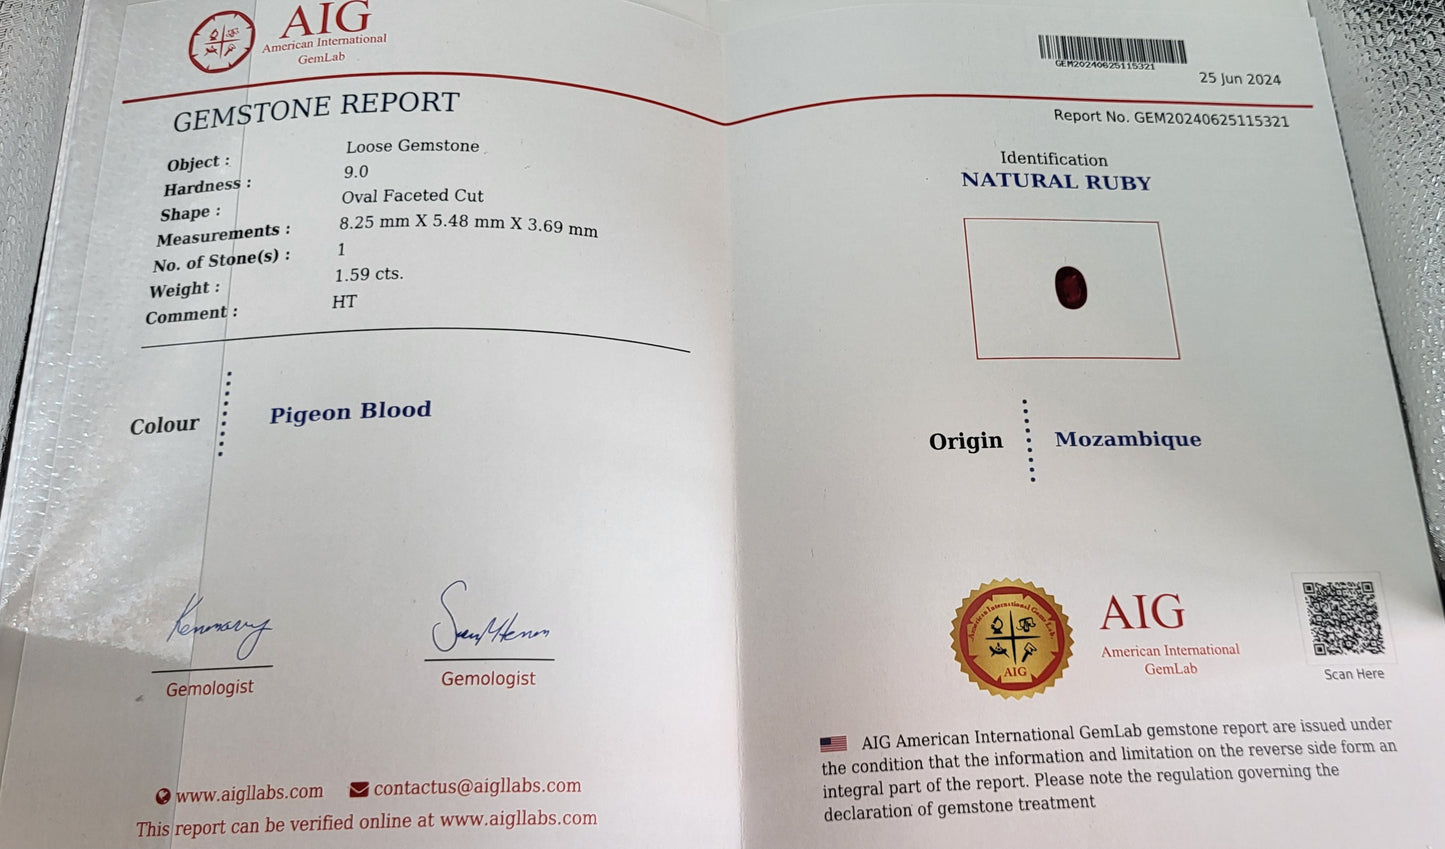 AIG
American International
GemLab
GEMSTONE REPORT
Object : Loose Gemstone
Hardness : 9.0
Shape : Oval Faceted Cut
Measurements : 8.25 mm X 5.48 mm X 3.69 mm
No. of Stone(s) : 1
Weight : 1.59 cts.
Comment : HT
Colour Pigeon Blood
Gemologist Gemologist
www.aigllabs.com contactus@aigllabs.com
This report can be verified online at www.aigllabs.com
GEM20240625115321
25 Jun 2024
Report No. GEM20240625115321
Identification
NATURAL RUBY
Origin Mozambique
American International Gem Lab.
AIG
AIG
American International
GemLab
Scan Here
AIG American International GemLab gemstone report are issued under
the condition that the information and limitation on the reverse side form an
integral part of the report. Please note the regulation governing the
declaration of gemstone treatment